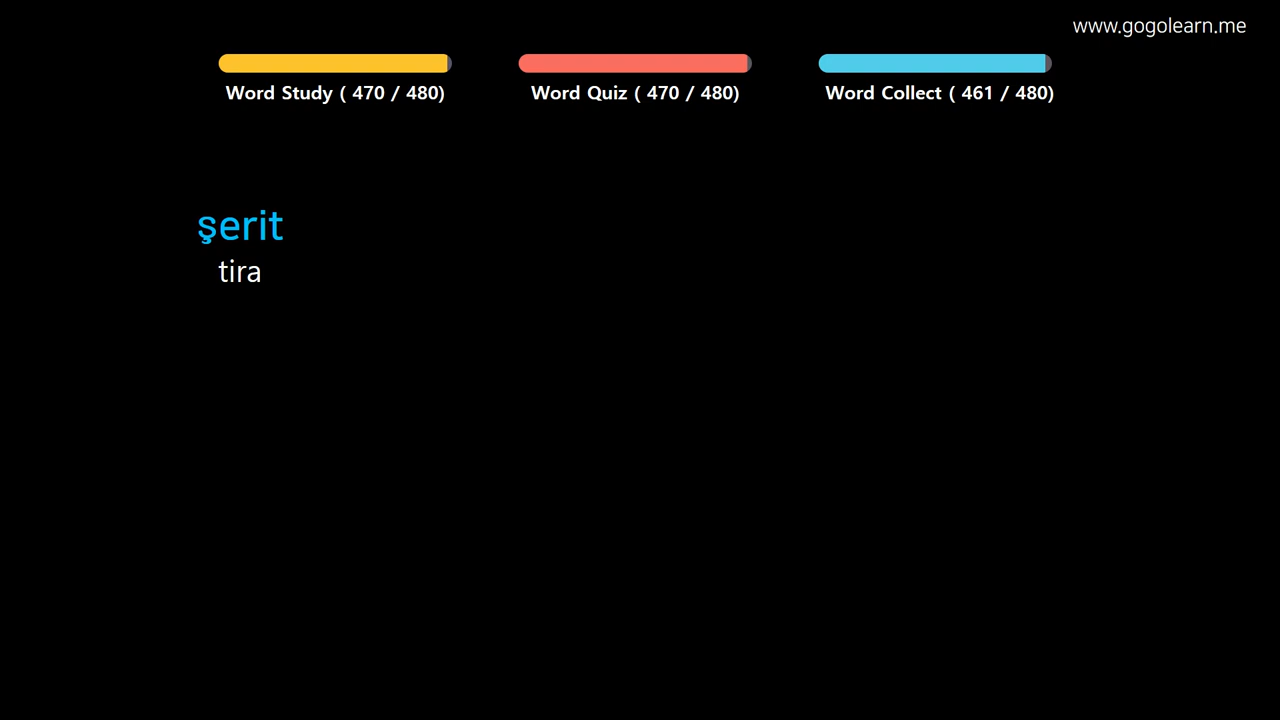 www.gogolearn.me
Word Study ( 470 / 480)
Word Quiz ( 470 / 480)
Word Collect ( 461 / 480)
şerit
tira